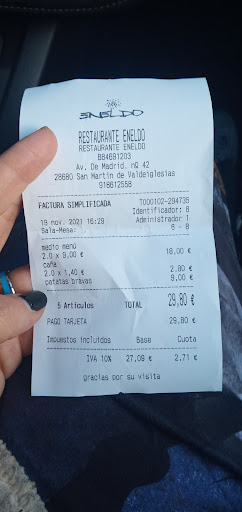 ENELDO
RESTAURANTE ENELDO
RESTAURANTE ENELDO
B84691203
Av. De Madrid, nQ 42
28680 San Martin de Valdeiglesias
918612558
FACTURA SIMPLIFICADA T000102-294735
Identificador: 8
19 nov. 2021 16:29 Administrador 1
Sala-Mesa: 6 - 8
medio menú
2.0 x 9,00 € 18,00 €
caña
2.0 x 1,40 € 2,80 €
patatas bravas 9,00 €
5 Artículos TOTAL 29,80 €
PAGO TARJETA 29,80 €
Impuestos incluidos Base Cuota
IVA 10% 27,09 € 2,71 €
gracias por su visita